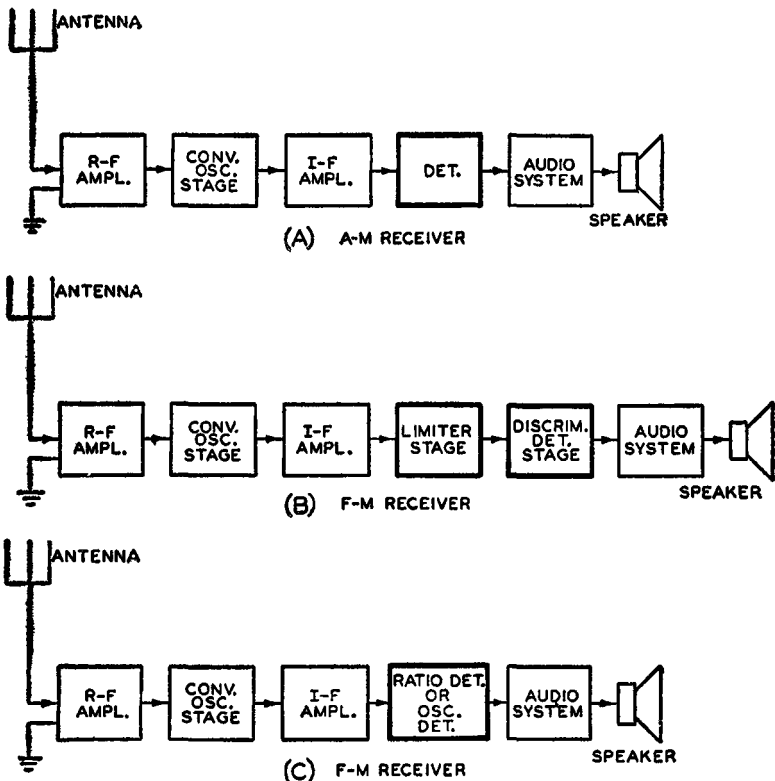 ANTENNA
R-F
AMPL.
CONV.
OSC.
STAGE
I-F
AMPL.
DET.
AUDIO
SYSTEM
SPEAKER
(A) A-M RECEIVER
ANTENNA
R-F
AMPL.
CONV.
OSC.
STAGE
I-F
AMPL.
LIMITER
STAGE
DISCRIM.
DET.
STAGE
AUDIO
SYSTEM
SPEAKER
(B) F-M RECEIVER
ANTENNA
R-F
AMPL.
CONV.
OSC.
STAGE
I-F
AMPL.
RATIO DET.
OR
OSC.
DET.
AUDIO
SYSTEM
SPEAKER
(C) F-M RECEIVER